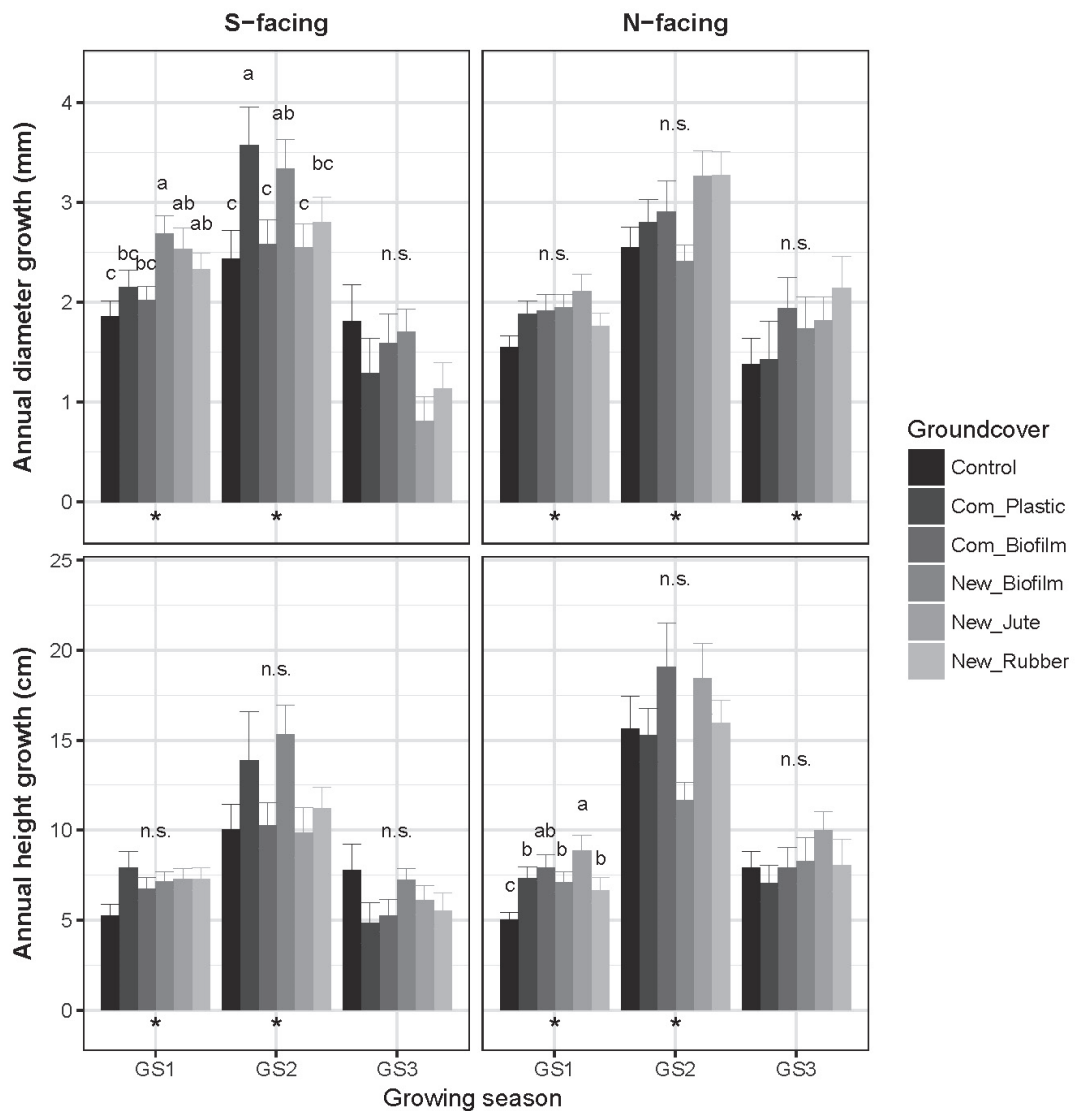 S−facing
N−facing
Annual diameter growth (mm)
4
3
2
1
0
c
bc
bc
a
ab
ab
c
a
c
ab
c
bc
n.s.
*
*
n.s.
n.s.
n.s.
*
*
*
Annual height growth (cm)
25
20
15
10
5
0
n.s.
n.s.
n.s.
*
*
c
b
ab
b
a
b
n.s.
n.s.
*
*
GS1
GS2
GS3
GS1
GS2
GS3
Growing season
Groundcover
Control
Com_Plastic
Com_Biofilm
New_Biofilm
New_Jute
New_Rubber